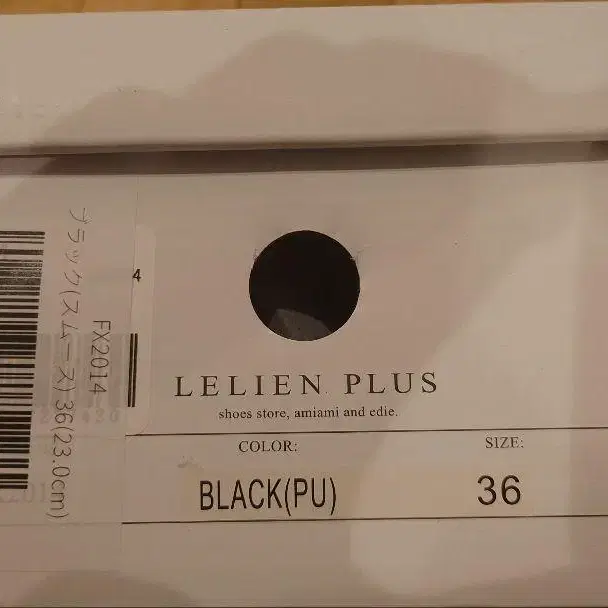 LELIEN PLUS
shoes store, amiami and edie.
COLOR:
SIZE:
BLACK(PU)
36
ブラック(スムース) 36(23.0cm)
FX2014-
4